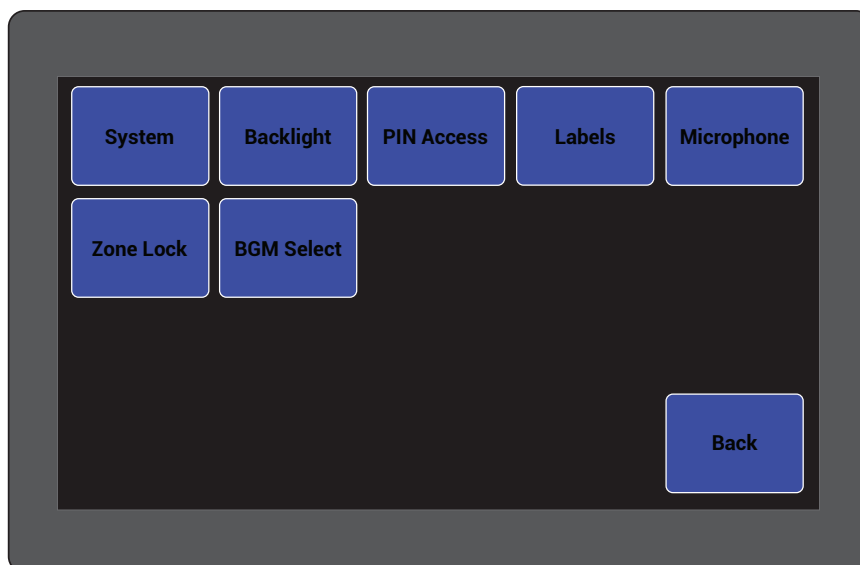 System
Backlight
PIN Access
Labels
Microphone
Zone Lock
BGM Select
Back